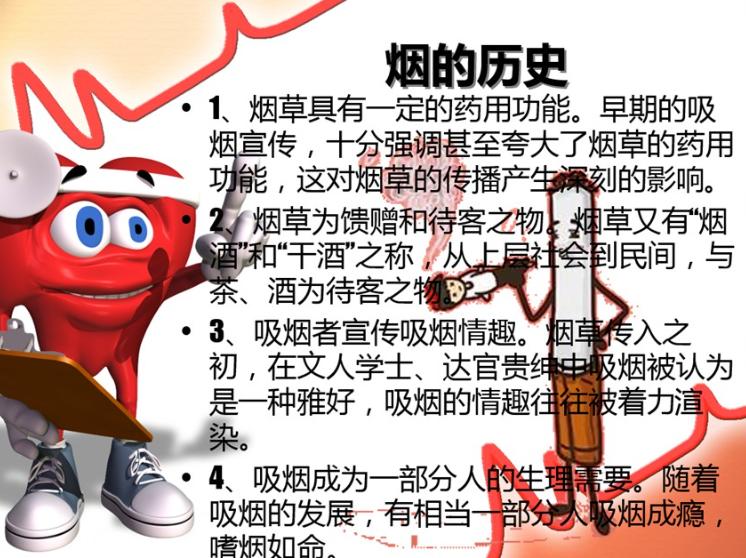 烟的历史
• 1、烟草具有一定的药用功能。早期的吸
烟宣传，十分强调甚至夸大了烟草的药用
功能，这对烟草的传播产生深刻的影响。
• 2、烟草为馈赠和待客之物。烟草又有“烟
酒”和“干酒”之称，从上层社会到民间，与
茶、酒为待客之物。
• 3、吸烟者宣传吸烟情趣。烟草传入之
初，在文人学士、达官贵绅中吸烟被认为
是一种雅好，吸烟的情趣往往被着力渲
染。
• 4、吸烟成为一部分人的生理需要。随着
吸烟的发展，有相当一部分人吸烟成瘾，
嗜烟如命。